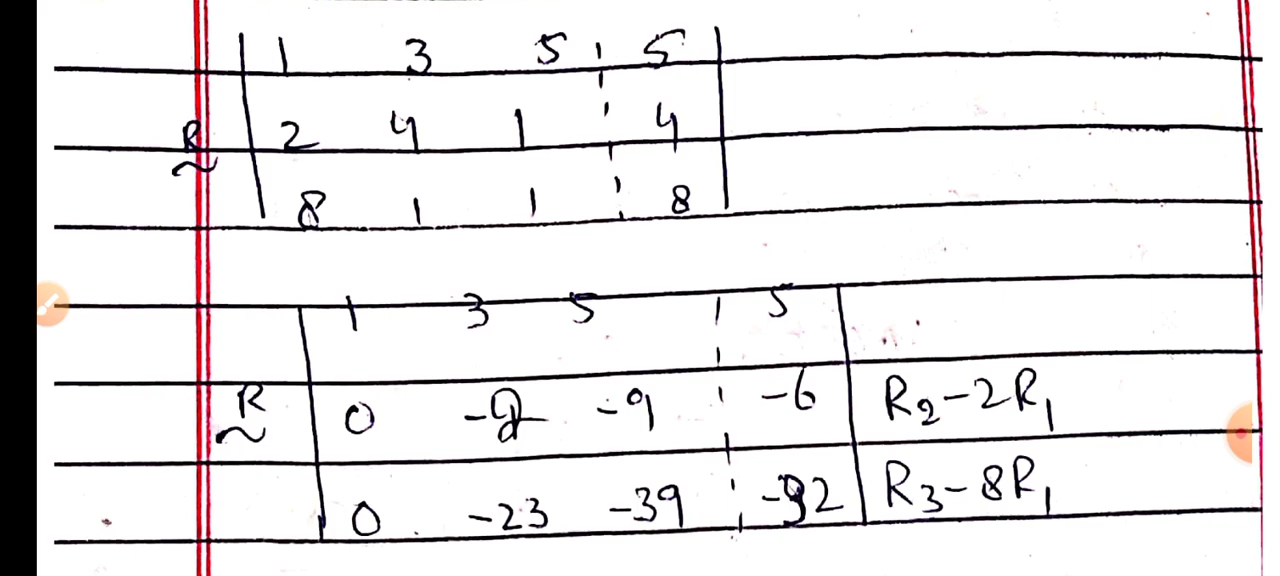 1 3 5 ¦ 5
R ~ 2 4 1 ¦ 4
8 1 1 ¦ 8
1 3 5 ¦ 5
R ~ 0 -2 -9 ¦ -6 R2-2R1
0 -23 -39 ¦ -32 R3-8R1